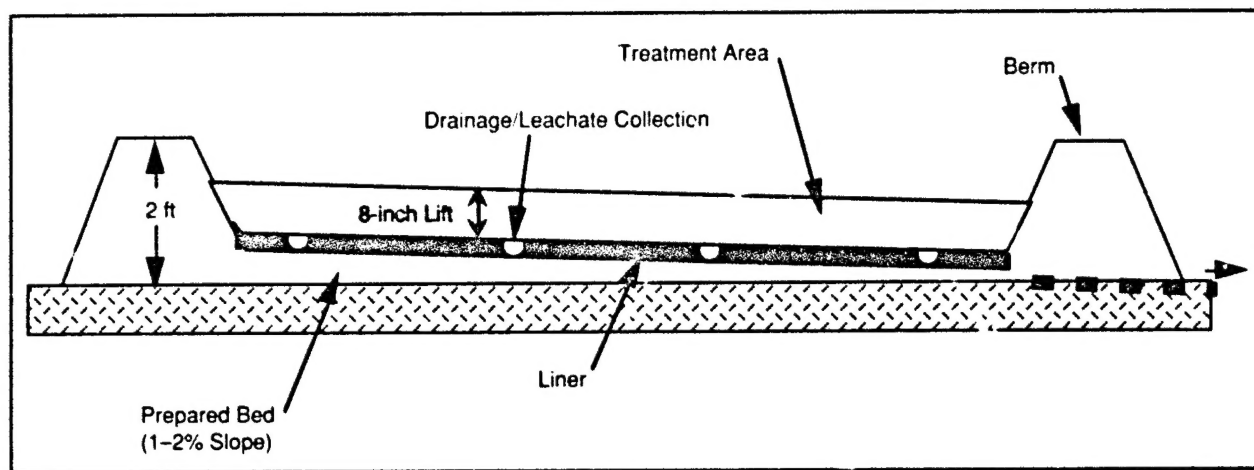 Treatment Area
Berm
Drainage/Leachate Collection
2 ft
8-inch Lift
Liner
Prepared Bed
(1–2% Slope)